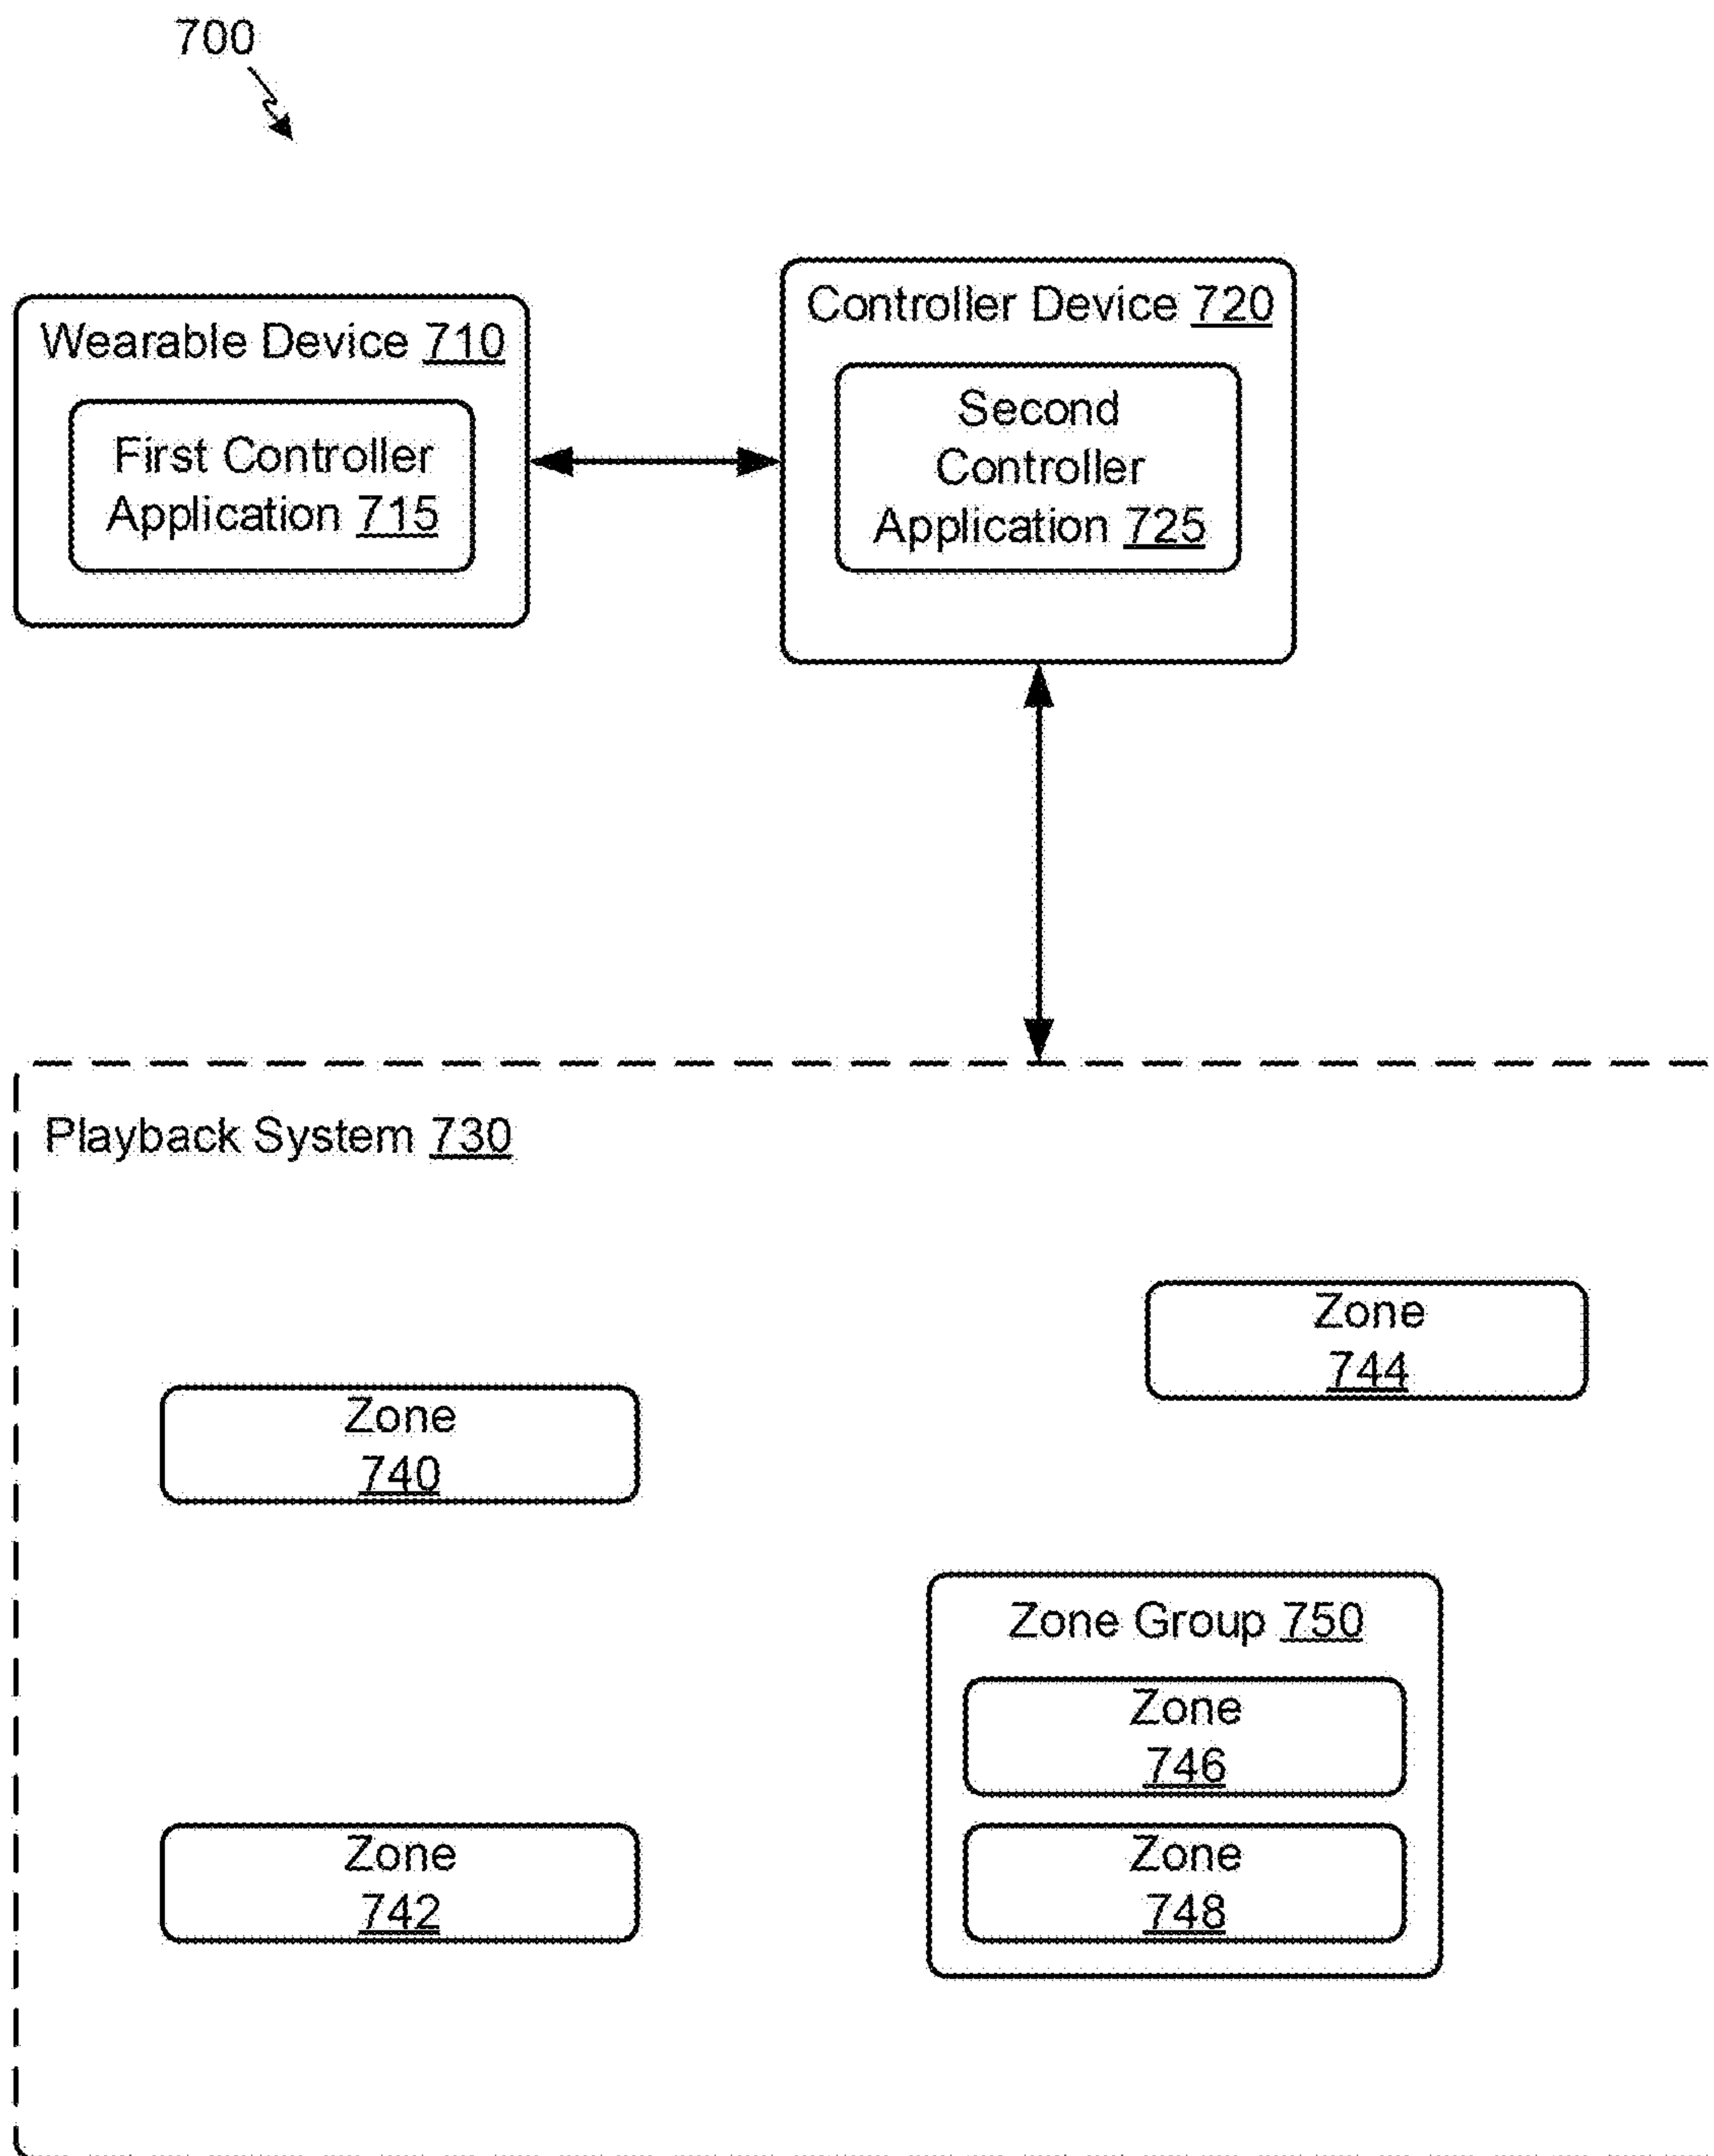 700
Wearable Device 710
First Controller
Application 715
Controller Device 720
Second
Controller
Application 725
Playback System 730
Zone
744
Zone
740
Zone Group 750
Zone
746
Zone
748
Zone
742